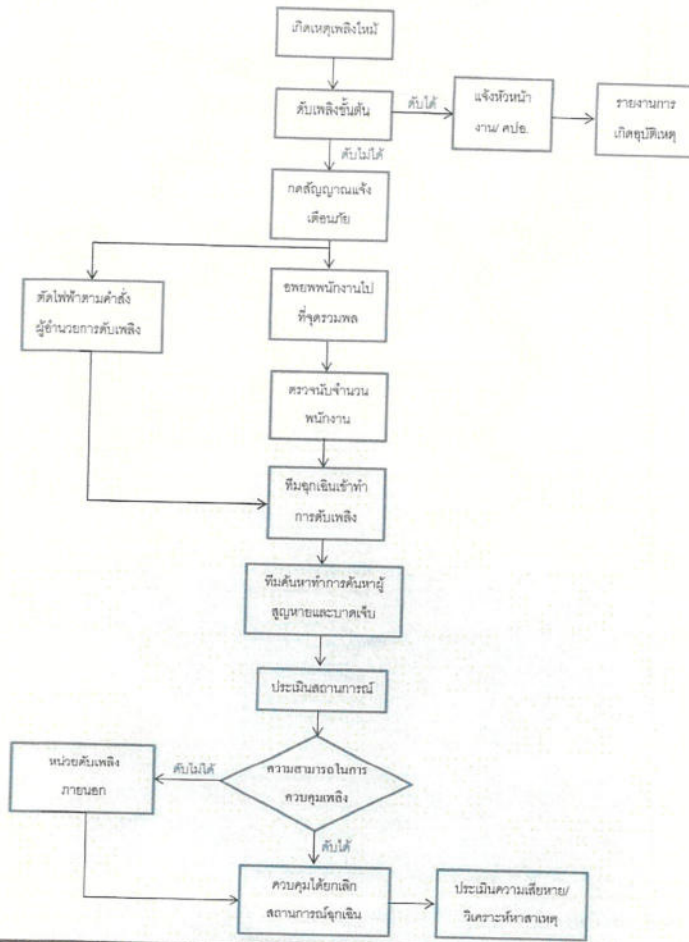 เกิดเหตุเพลิงไหม้
ดับเพลิงขั้นต้น
ดับได้
แจ้งหัวหน้า
งาน/ คปอ.
รายงานการ
เกิดอุบัติเหตุ
ดับไม่ได้
กดสัญญาณแจ้ง
เตือนภัย
ตัดไฟฟ้าตามคำสั่ง
ผู้อำนวยการดับเพลิง
อพยพพนักงานไป
ที่จุดรวมพล
ตรวจนับจำนวน
พนักงาน
ทีมฉุกเฉินเข้าทำ
การดับเพลิง
ทีมค้นหาทำการค้นหาผู้
สูญหายและบาดเจ็บ
ประเมินสถานการณ์
ความสามารถในการ
ควบคุมเพลิง
ดับไม่ได้
หน่วยดับเพลิง
ภายนอก
ดับได้
ควบคุมได้ยกเลิก
สถานการณ์ฉุกเฉิน
ประเมินความเสียหาย/
วิเคราะห์หาสาเหตุ